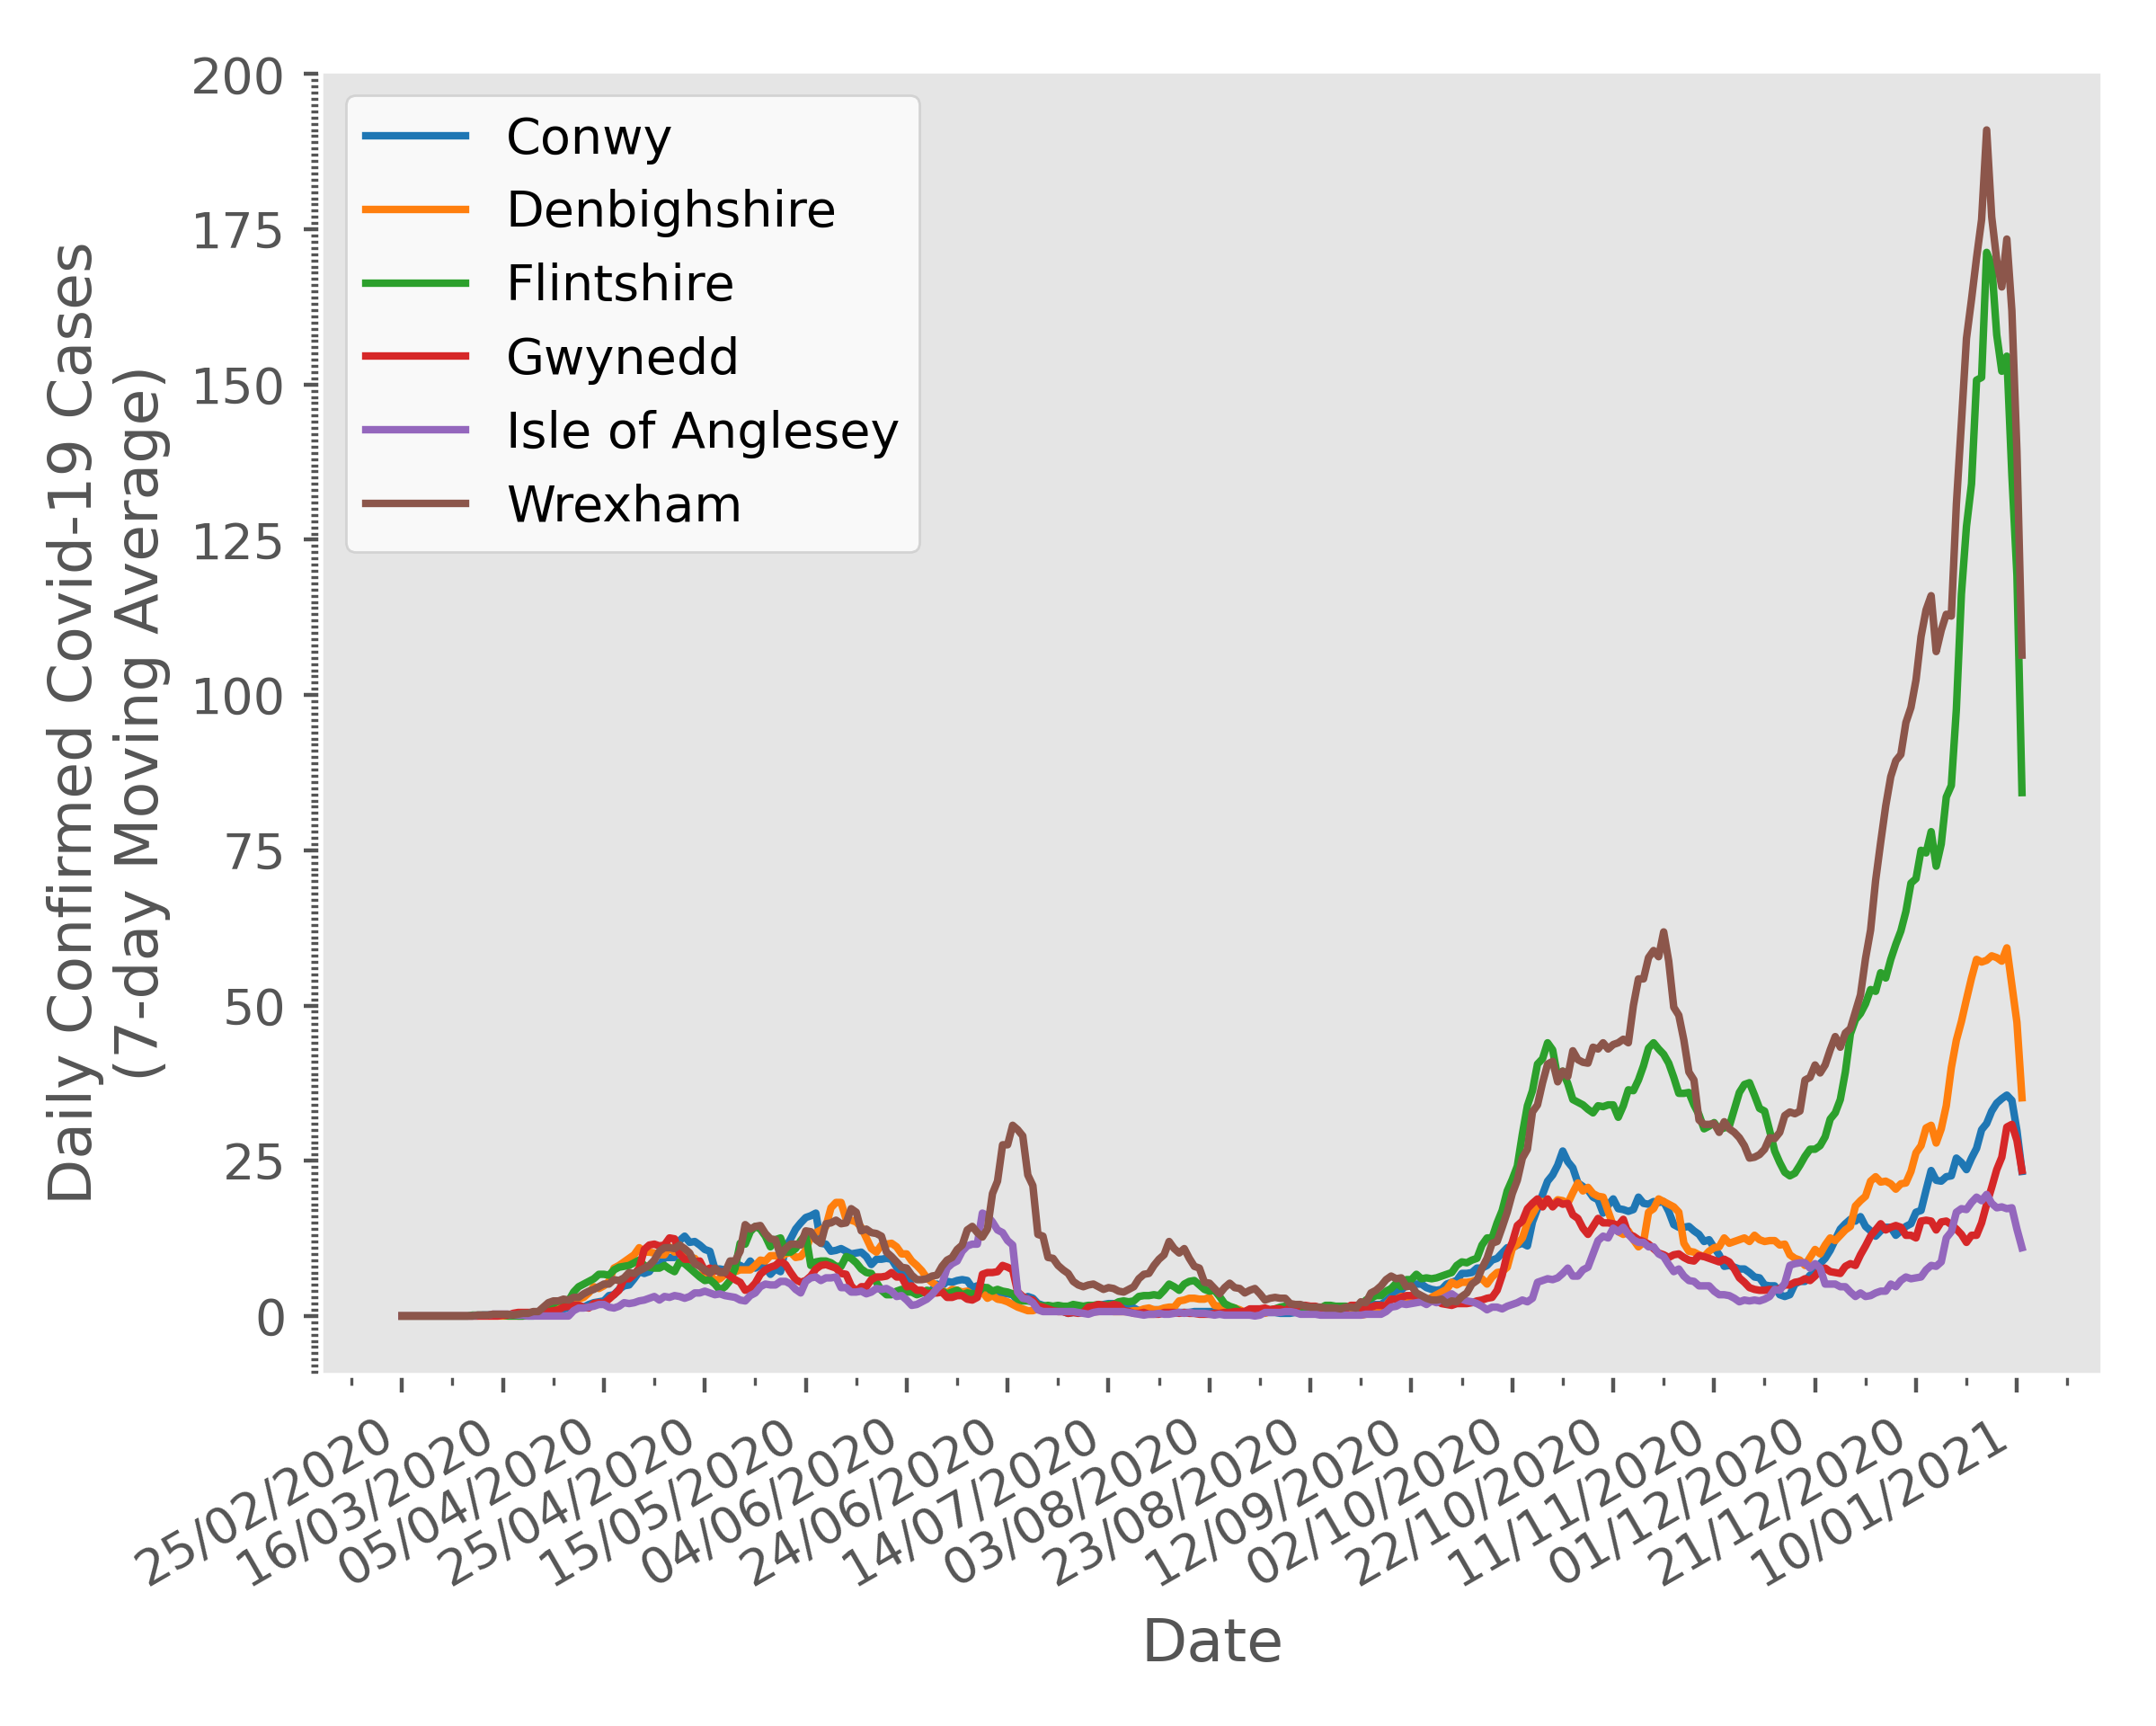 Daily Confirmed Covid-19 Cases
(7-day Moving Average)
200
175
150
125
100
75
50
25
0
Conwy
Denbighshire
Flintshire
Gwynedd
Isle of Anglesey
Wrexham
25/02/2020
16/03/2020
05/04/2020
25/04/2020
15/05/2020
04/06/2020
24/06/2020
14/07/2020
03/08/2020
23/08/2020
12/09/2020
02/10/2020
22/10/2020
11/11/2020
01/12/2020
21/12/2020
10/01/2021
Date